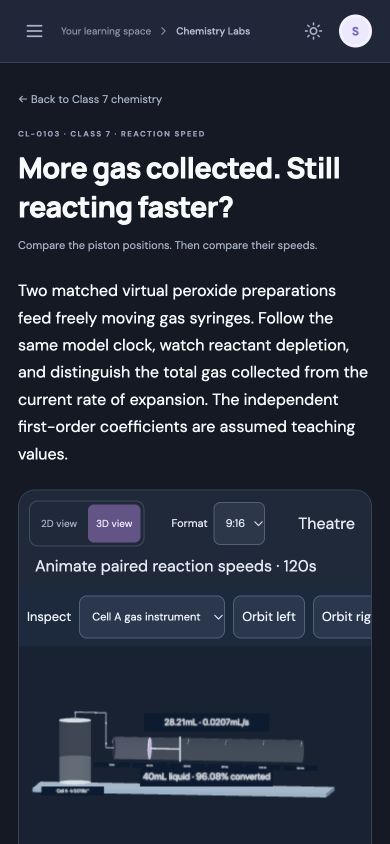 Your learning space > Chemistry Labs
S
← Back to Class 7 chemistry
CL-0103 · CLASS 7 · REACTION SPEED
More gas collected. Still
reacting faster?
Compare the piston positions. Then compare their speeds.
Two matched virtual peroxide preparations
feed freely moving gas syringes. Follow the
same model clock, watch reactant depletion,
and distinguish the total gas collected from the
current rate of expansion. The independent
first-order coefficients are assumed teaching
values.
2D view 3D view Format 9:16 Theatre
Animate paired reaction speeds · 120s
Inspect Cell A gas instrument Orbit left Orbit rig
28.21mL · 0.0207mL/s
40mL liquid · 96.08% converted